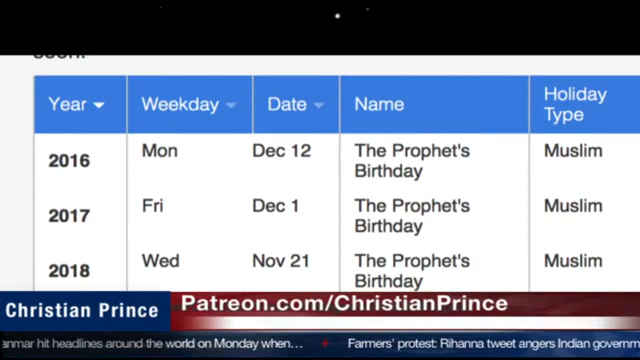 soon.
Year Weekday Date Name Holiday Type
2016 Mon Dec 12 The Prophet's Birthday Muslim
2017 Fri Dec 1 The Prophet's Birthday Muslim
2018 Wed Nov 21 The Prophet's Birthday Muslim
Christian Prince
Patreon.com/ChristianPrince
anmar hit headlines around the world on Monday when... Farmers' protest: Rihanna tweet angers Indian governm